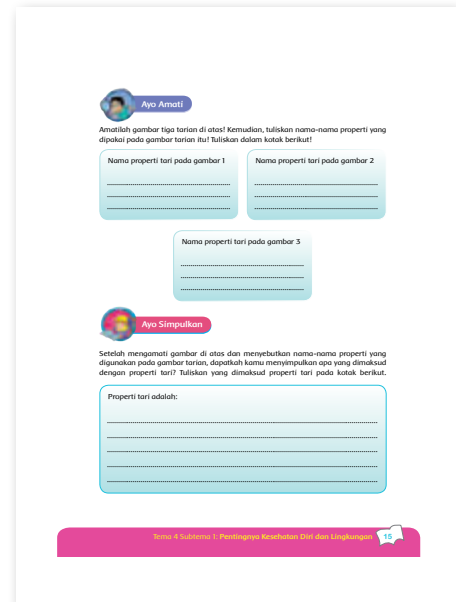 Ayo Amati
Amatilah gambar tiga tarian di atas! Kemudian, tuliskan nama-nama properti yang
dipakai pada gambar tarian itu! Tuliskan dalam kotak berikut!
Nama properti tari pada gambar 1
Nama properti tari pada gambar 2
Nama properti tari pada gambar 3
Ayo Simpulkan
Setelah mengamati gambar di atas dan menyebutkan nama-nama properti yang
digunakan pada gambar tarian, dapatkah kamu menyimpulkan apa yang dimaksud
dengan properti tari? Tuliskan yang dimaksud properti tari pada kotak berikut.
Properti tari adalah:
Tema 4 Subtema 1: Pentingnya Kesehatan Diri dan Lingkungan
15